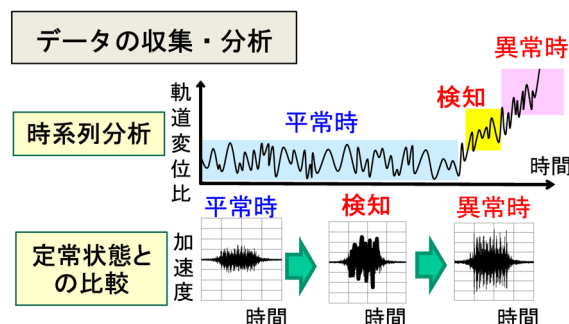 データの収集・分析
異常時
検知
平常時
軌道変位比
時系列分析
時間
平常時
検知
異常時
定常状態と
の比較
加速度
時間
時間
時間